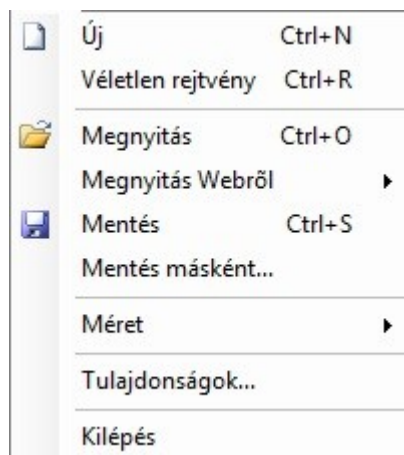 Új Ctrl+N
Véletlen rejtvény Ctrl+R
Megnyitás Ctrl+O
Megnyitás Webről
Mentés Ctrl+S
Mentés másként...
Méret
Tulajdonságok...
Kilépés